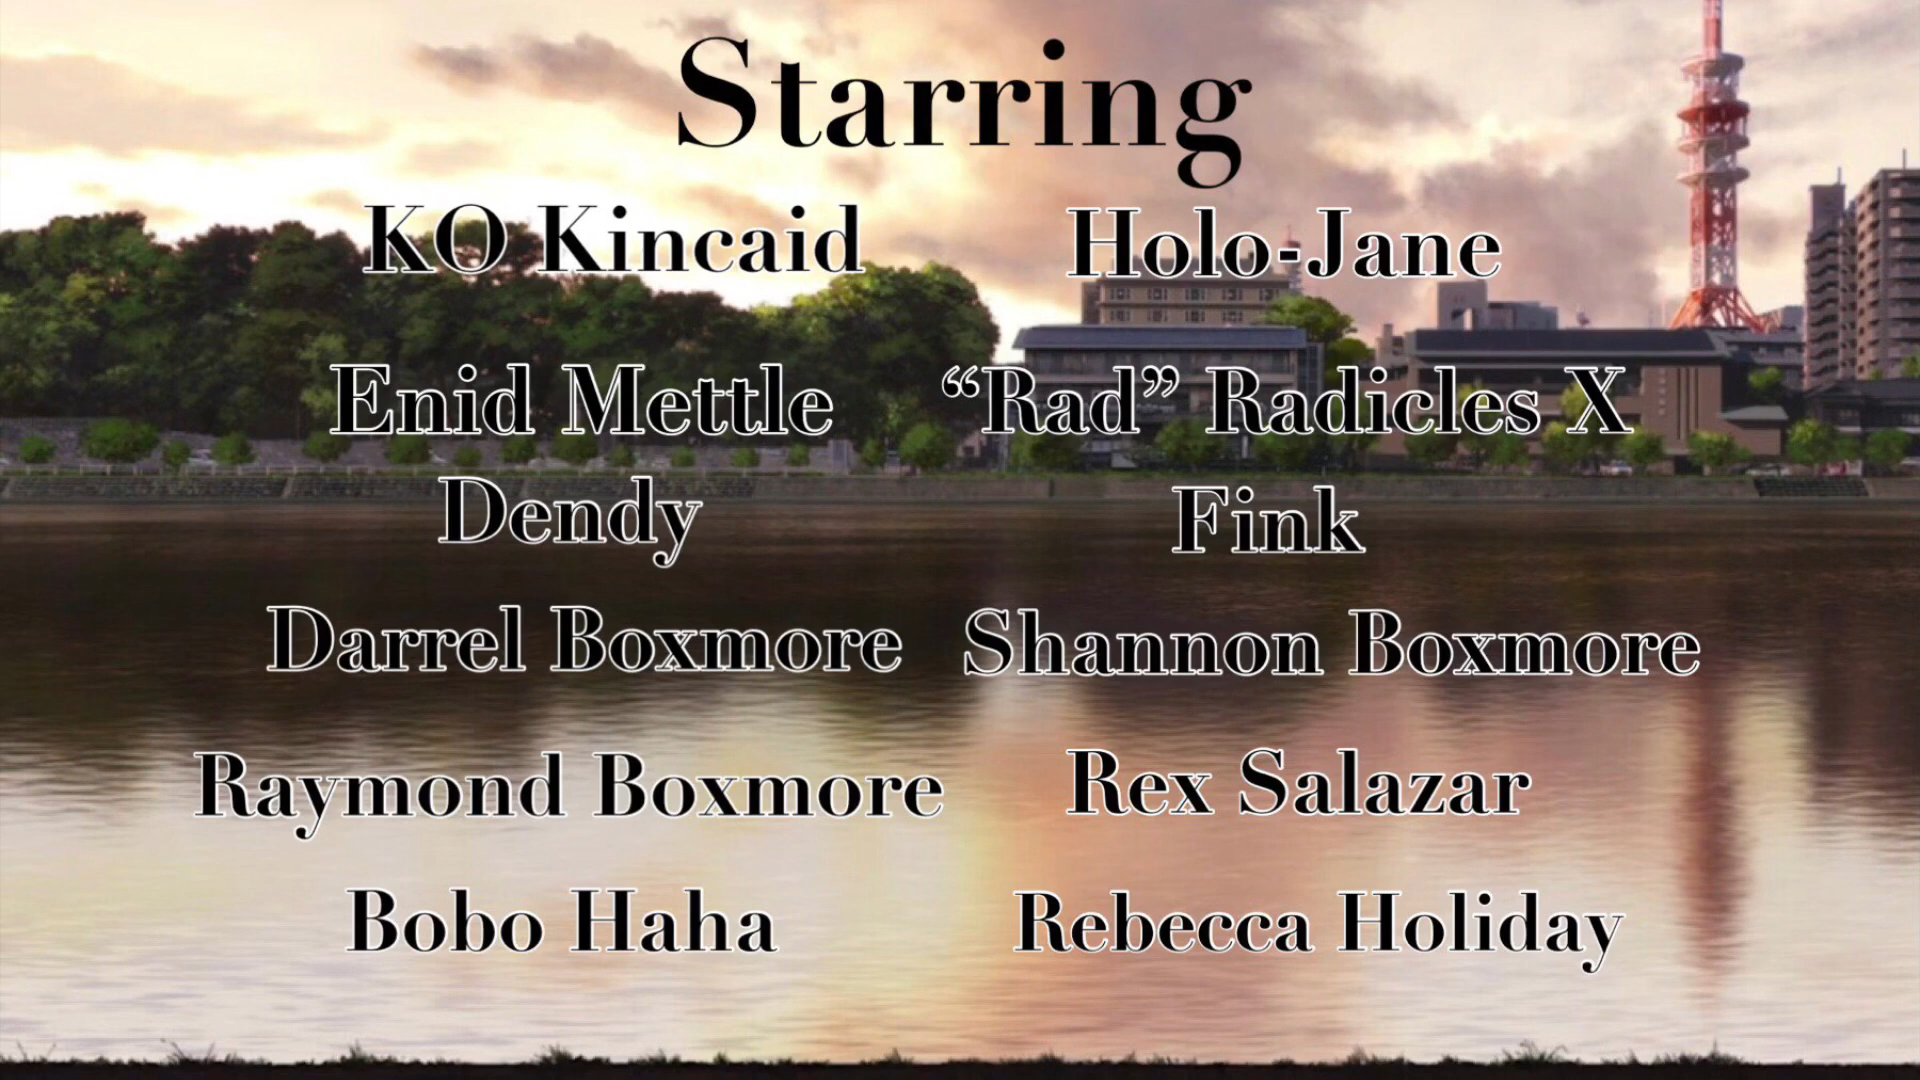 Starring
KO Kincaid
Holo-Jane
Enid Mettle
“Rad” Radicles X
Dendy
Fink
Darrel Boxmore
Shannon Boxmore
Raymond Boxmore
Rex Salazar
Bobo Haha
Rebecca Holiday